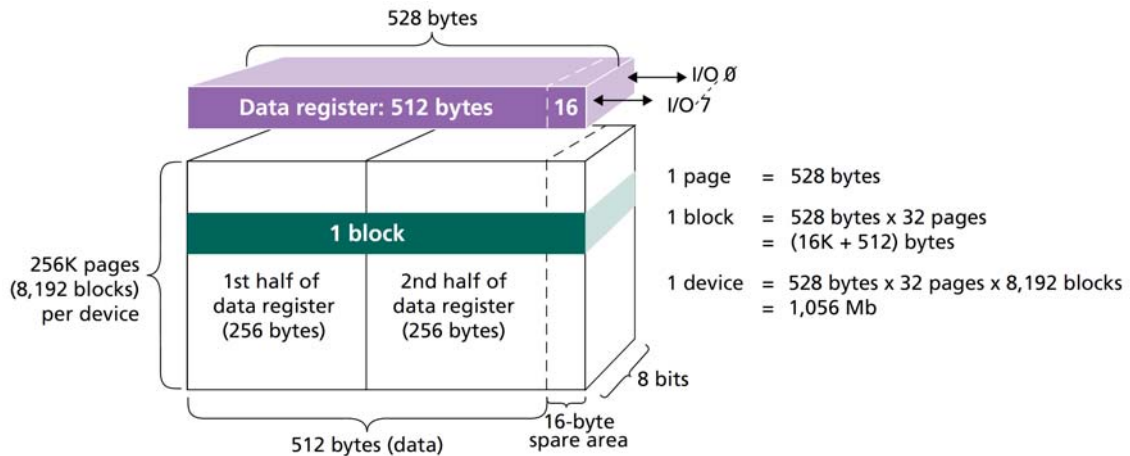 528 bytes
I/O 0
Data register: 512 bytes 16
I/O 7
1 page = 528 bytes
1 block = 528 bytes x 32 pages
= (16K + 512) bytes
1 block
256K pages
(8,192 blocks)
per device
1st half of
data register
(256 bytes)
2nd half of
data register
(256 bytes)
1 device = 528 bytes x 32 pages x 8,192 blocks
= 1,056 Mb
8 bits
512 bytes (data)
16-byte
spare area